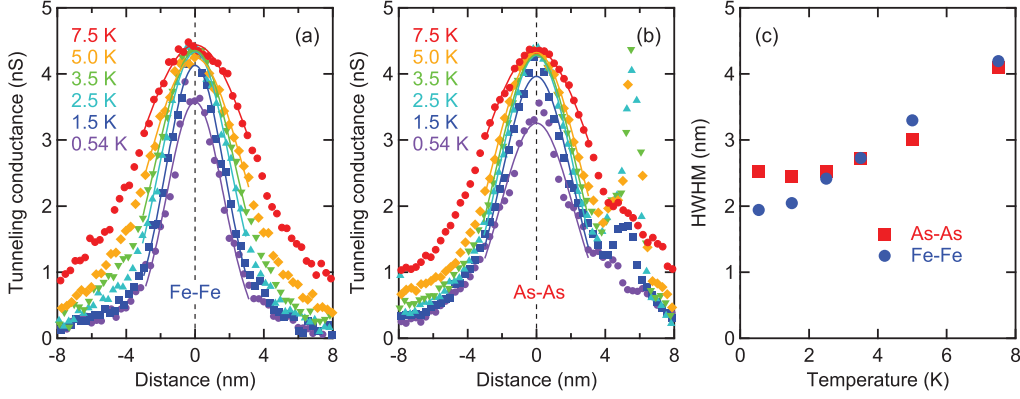 (a)
7.5 K
5.0 K
3.5 K
2.5 K
1.5 K
0.54 K
Fe-Fe
Tunneling conductance (nS)
0
1
2
3
4
5
-8
-4
0
4
8
Distance (nm)
(b)
7.5 K
5.0 K
3.5 K
2.5 K
1.5 K
0.54 K
As-As
Tunneling conductance (nS)
0
1
2
3
4
5
-8
-4
0
4
8
Distance (nm)
(c)
As-As
Fe-Fe
HWHM (nm)
0
1
2
3
4
5
0
2
4
6
8
Temperature (K)